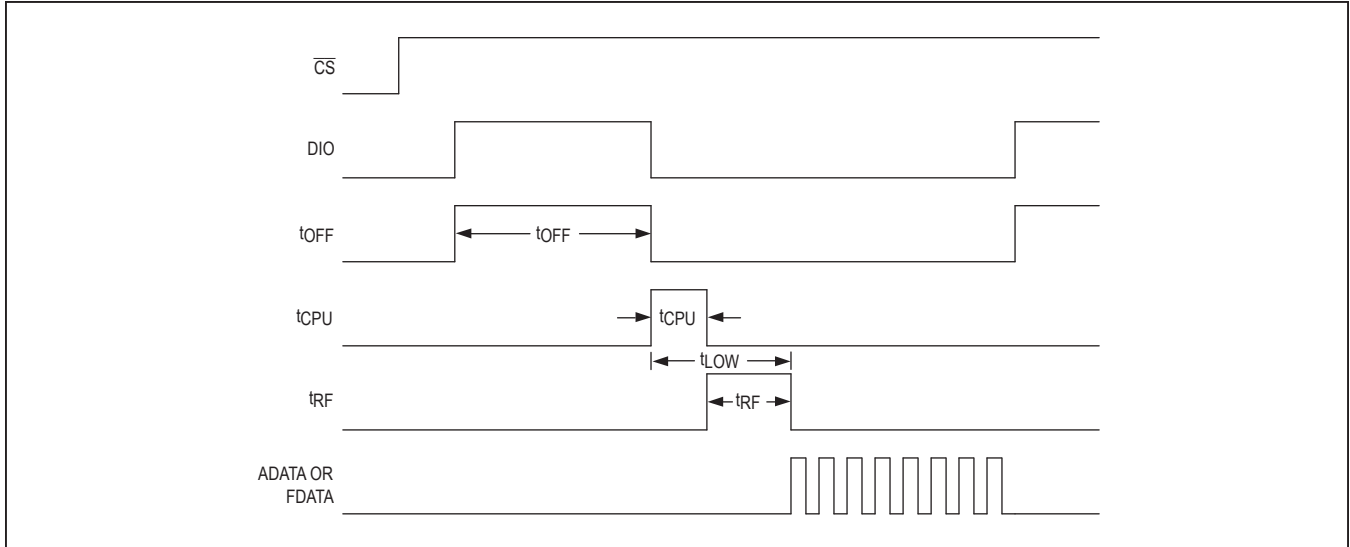 CS
DIO
tOFF
tOFF
tCPU
tCPU
tLOW
tRF
tRF
ADATA OR
FDATA